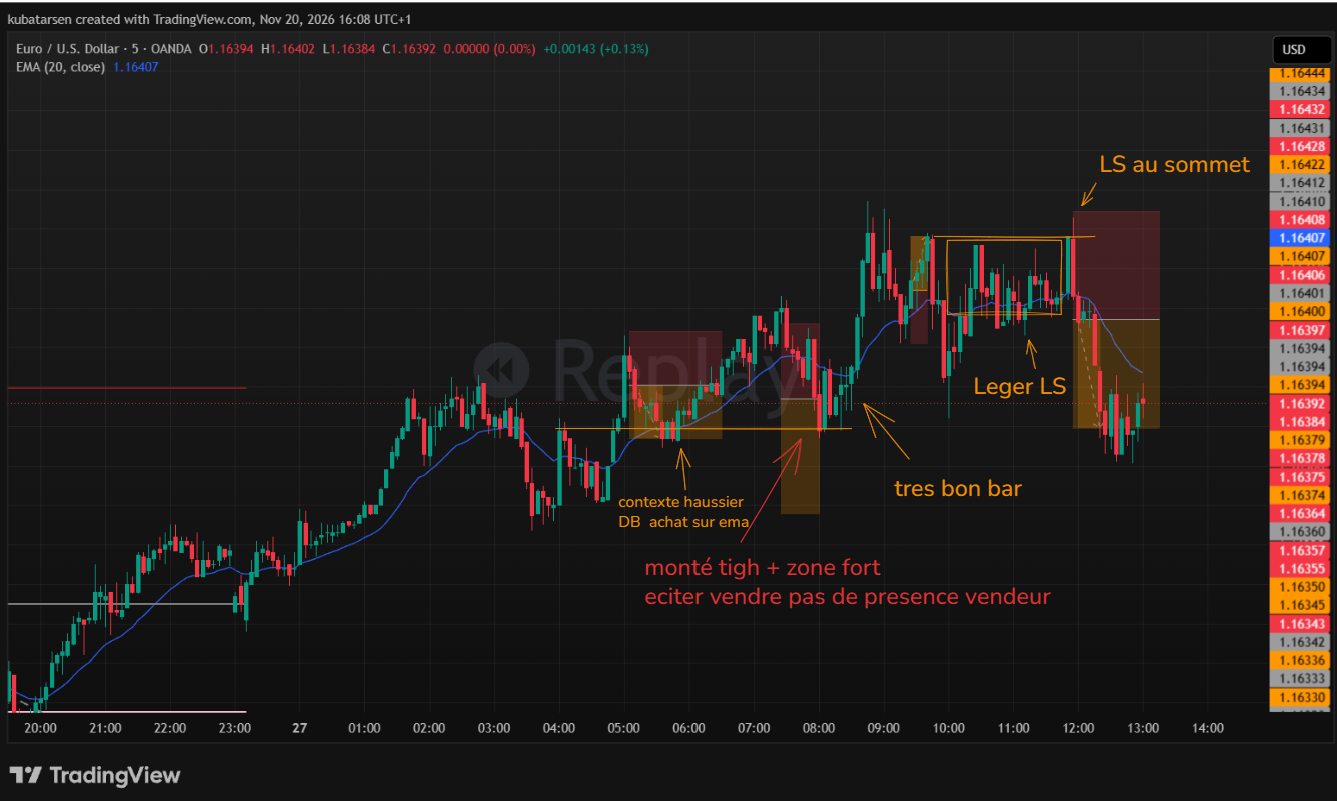 kubatarsen created with TradingView.com, Nov 20, 2026 16:08 UTC+1
Euro / U.S. Dollar · 5 · OANDA O1.16394 H1.16402 L1.16384 C1.16392 0.00000 (0.00%) +0.00143 (+0.13%)
EMA (20, close) 1.16407
USD
1.16444
1.16434
1.16432
1.16431
1.16428
1.16422
1.16412
1.16410
1.16408
1.16407
1.16407
1.16406
1.16401
1.16400
1.16397
1.16394
1.16394
1.16394
1.16392
1.16384
1.16379
1.16378
1.16375
1.16374
1.16364
1.16360
1.16357
1.16355
1.16350
1.16345
1.16343
1.16342
1.16336
1.16333
1.16330
LS au sommet
Replay
Leger LS
tres bon bar
contexte haussier
DB achat sur ema
monté tigh + zone fort
eciter vendre pas de presence vendeur
20:00 21:00 22:00 23:00 27 01:00 02:00 03:00 04:00 05:00 06:00 07:00 08:00 09:00 10:00 11:00 12:00 13:00 14:00
TradingView